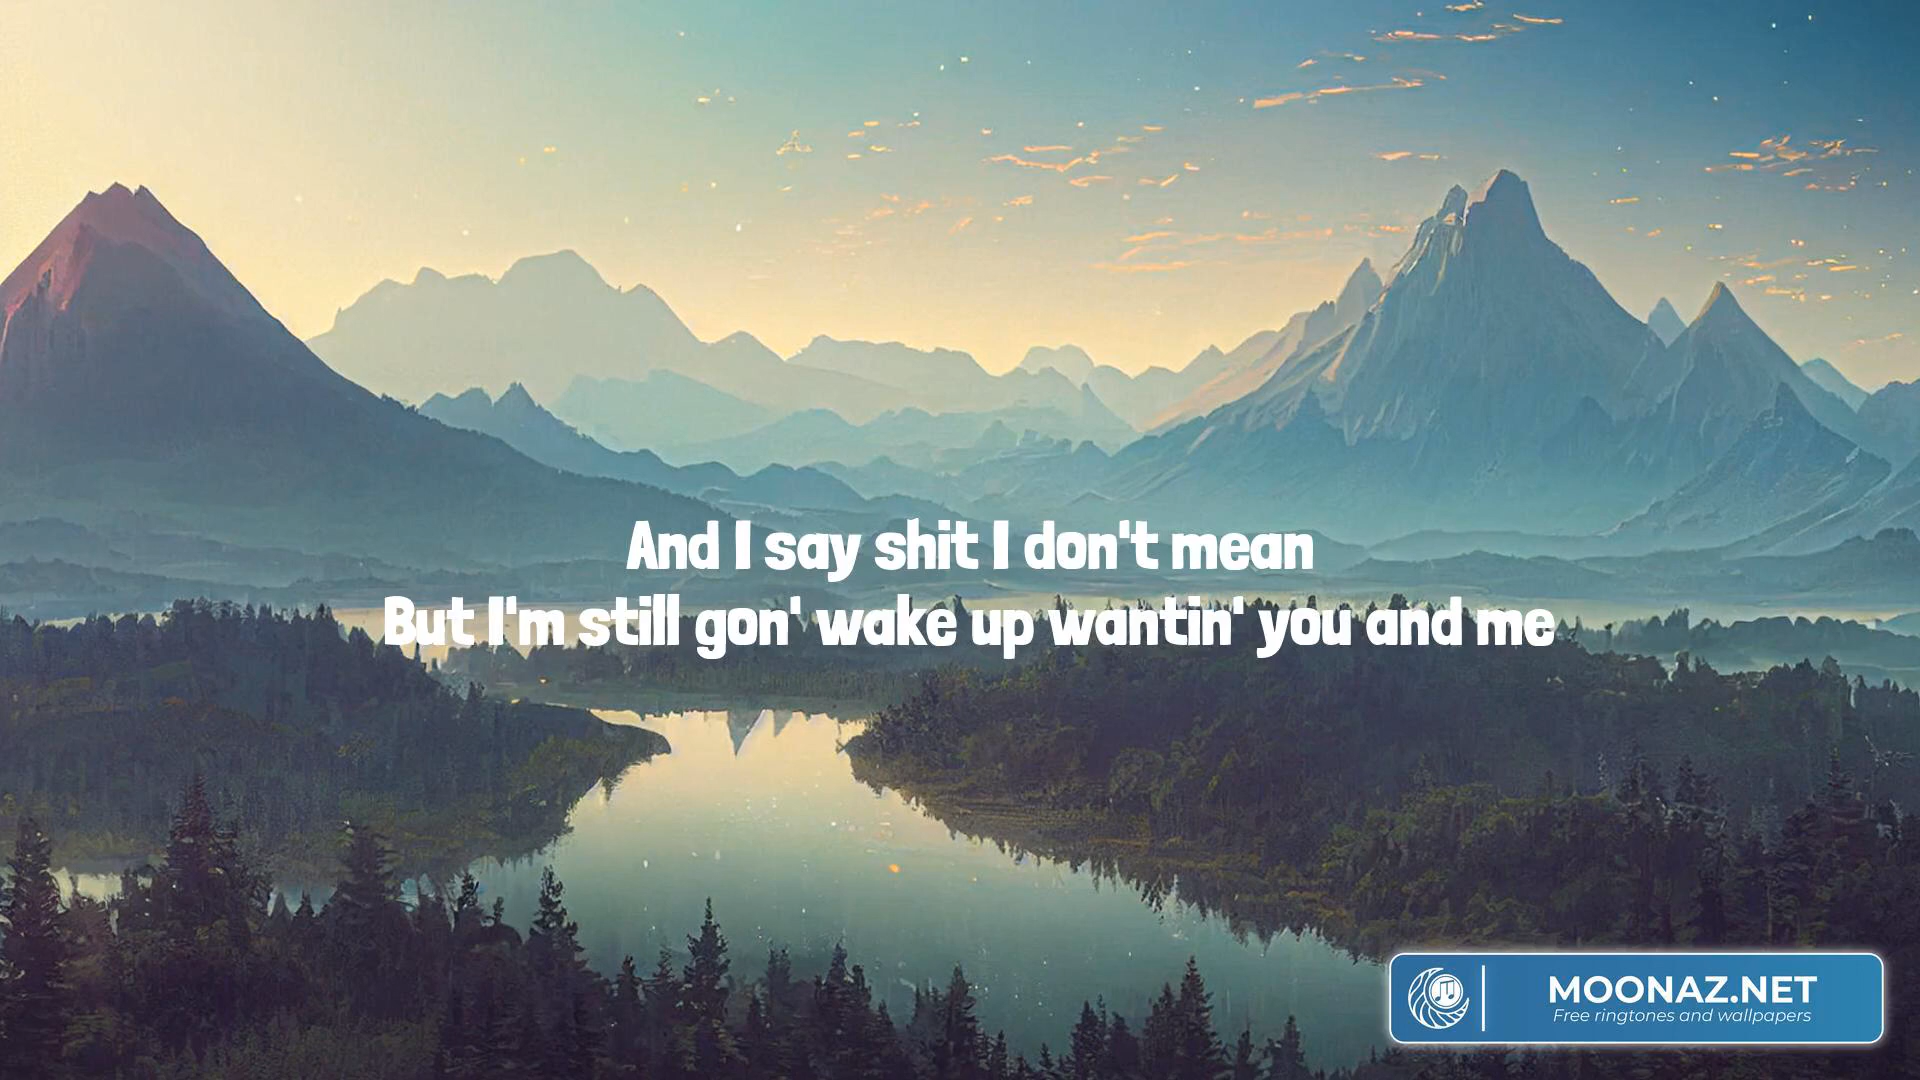 And I say shit I don't mean
But I'm still gon' wake up wantin' you and me
MOONAZ.NET
Free ringtones and wallpapers